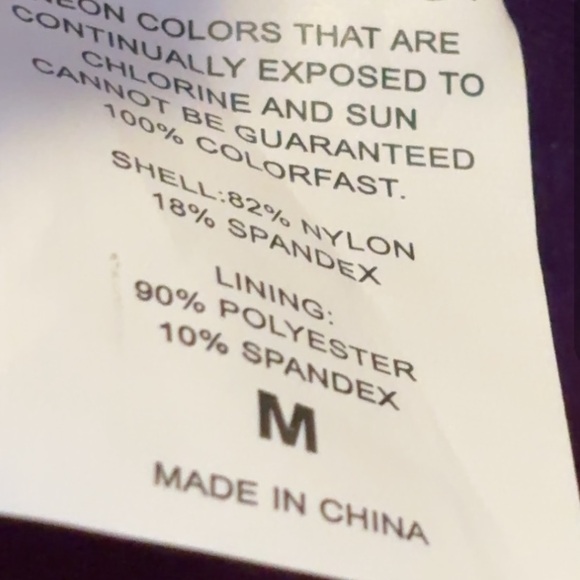 COLORS THAT ARE
CONTINUALLY EXPOSED TO
CHLORINE AND SUN
CANNOT BE GUARANTEED
100% COLORFAST.
SHELL:82% NYLON
18% SPANDEX
LINING:
90% POLYESTER
10% SPANDEX
M
MADE IN CHINA